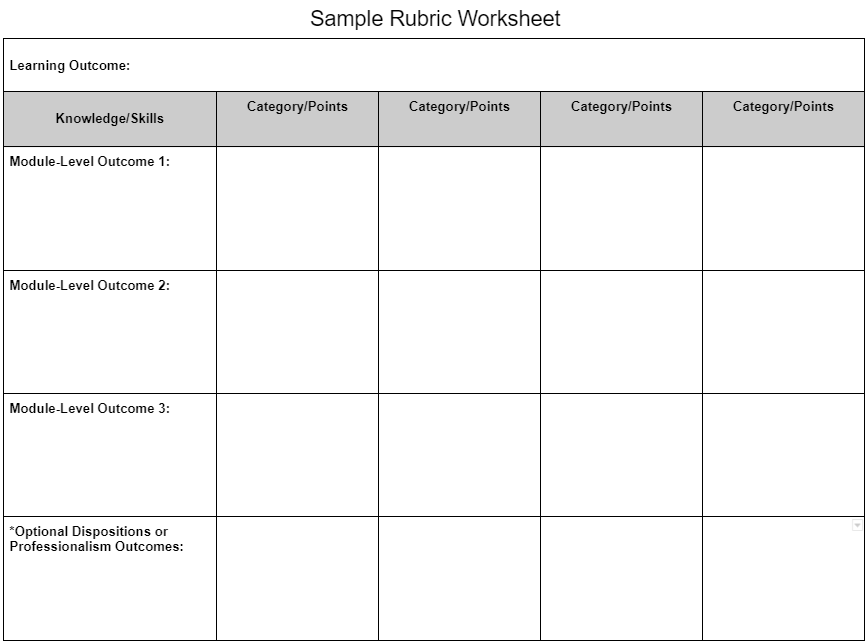 Sample Rubric Worksheet
Learning Outcome:
Knowledge/Skills
Category/Points
Category/Points
Category/Points
Category/Points
Module-Level Outcome 1:
Module-Level Outcome 2:
Module-Level Outcome 3:
*Optional Dispositions or
Professionalism Outcomes: